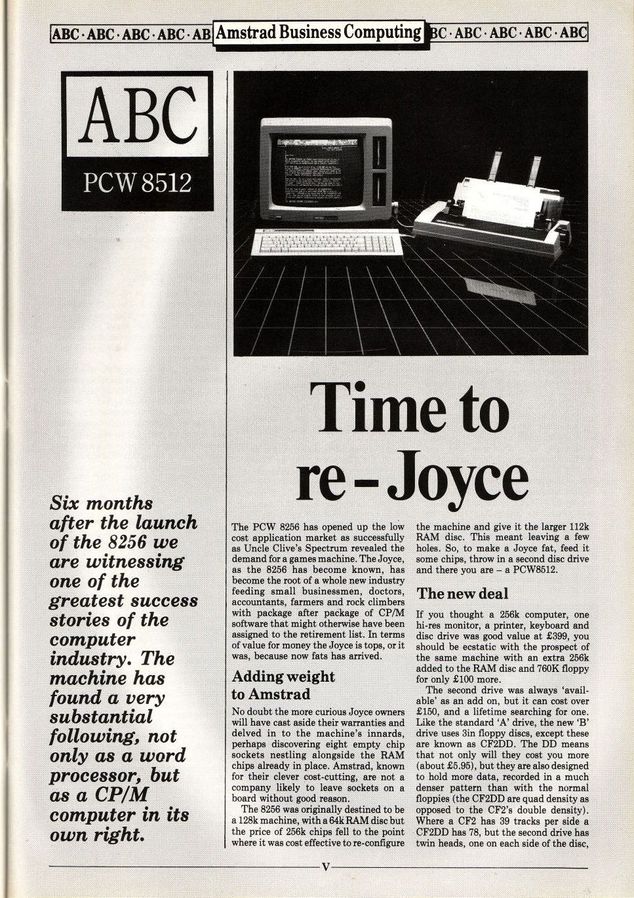 ABC · ABC · ABC · ABC · AB Amstrad Business Computing BC · ABC · ABC · ABC · ABC
ABC
PCW 8512
Time to
re – Joyce
Six months
after the launch
of the 8256 we
are witnessing
one of the
greatest success
stories of the
computer
industry. The
machine has
found a very
substantial
following, not
only as a word
processor, but
as a CP/M
computer in its
own right.
The PCW 8256 has opened up the low
cost application market as successfully
as Uncle Clive's Spectrum revealed the
demand for a games machine. The Joyce,
as the 8256 has become known, has
become the root of a whole new industry
feeding small businessmen, doctors,
accountants, farmers and rock climbers
with package after package of CP/M
software that might otherwise have been
assigned to the retirement list. In terms
of value for money the Joyce is tops, or it
was, because now fats has arrived.
Adding weight
to Amstrad
No doubt the more curious Joyce owners
will have cast aside their warranties and
delved in to the machine's innards,
perhaps discovering eight empty chip
sockets nestling alongside the RAM
chips already in place. Amstrad, known
for their clever cost-cutting, are not a
company likely to leave sockets on a
board without good reason.
The 8256 was originally destined to be
a 128k machine, with a 64k RAM disc but
the price of 256k chips fell to the point
where it was cost effective to re-configure
the machine and give it the larger 112k
RAM disc. This meant leaving a few
holes. So, to make a Joyce fat, feed it
some chips, throw in a second disc drive
and there you are – a PCW8512.
The new deal
If you thought a 256k computer, one
hi-res monitor, a printer, keyboard and
disc drive was good value at £399, you
should be ecstatic with the prospect of
the same machine with an extra 256k
added to the RAM disc and 760K floppy
for only £100 more.
The second drive was always 'avail-
able' as an add on, but it can cost over
£150, and a lifetime searching for one.
Like the standard 'A' drive, the new 'B'
drive uses 3in floppy discs, except these
are known as CF2DD. The DD means
that not only will they cost you more
(about £5.95), but they are also designed
to hold more data, recorded in a much
denser pattern than with the normal
floppies (the CF2DD are quad density as
opposed to the CF2's double density).
Where a CF2 has 39 tracks per side a
CF2DD has 78, but the second drive has
twin heads, one on each side of the disc,
V